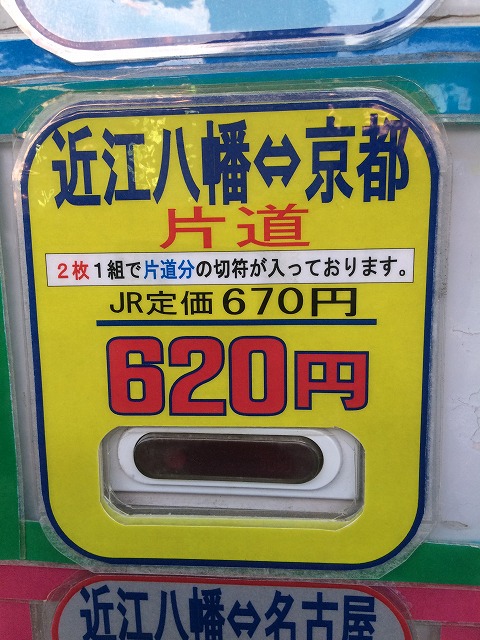 近江八幡⇔京都
片道
2枚1組で片道分の切符が入っております。
JR定価670円
620円
近江八幡⇔名古屋